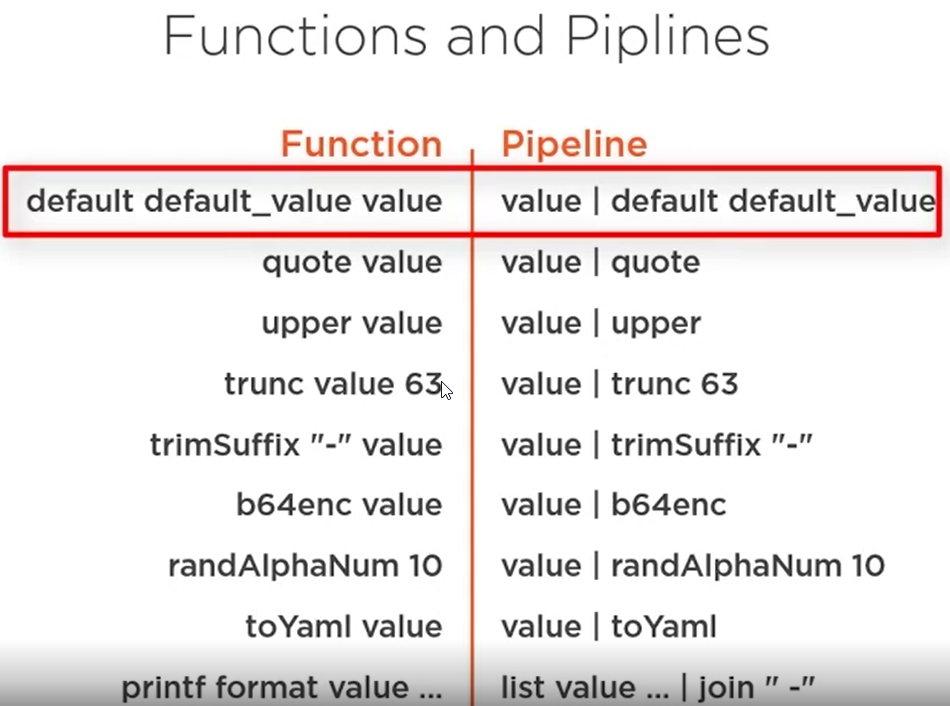 Functions and Piplines
Function Pipeline
default default_value value value | default default_value
quote value value | quote
upper value value | upper
trunc value 63 value | trunc 63
trimSuffix "-" value value | trimSuffix "-"
b64enc value value | b64enc
randAlphaNum 10 value | randAlphaNum 10
toYaml value value | toYaml
printf format value ... list value ... | join " -"